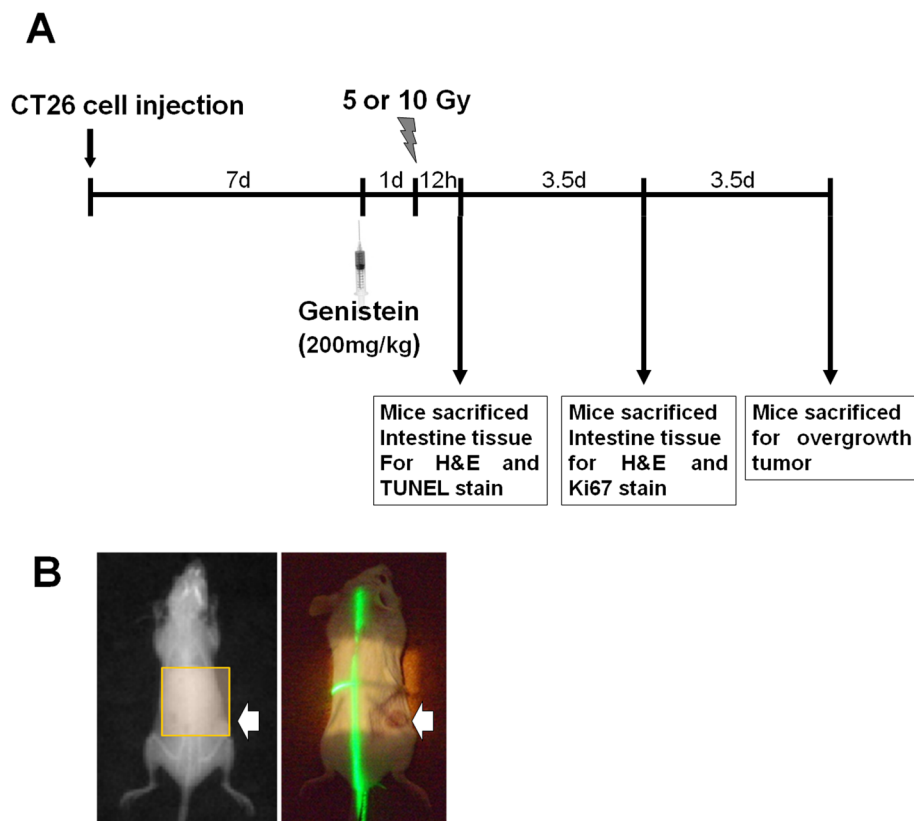 A
CT26 cell injection
5 or 10 Gy
7d
1d
12h
3.5d
3.5d
Genistein
(200mg/kg)
Mice sacrificed
Intestine tissue
For H&E and
TUNEL stain
Mice sacrificed
Intestine tissue
for H&E and
Ki67 stain
Mice sacrificed
for overgrowth
tumor
B